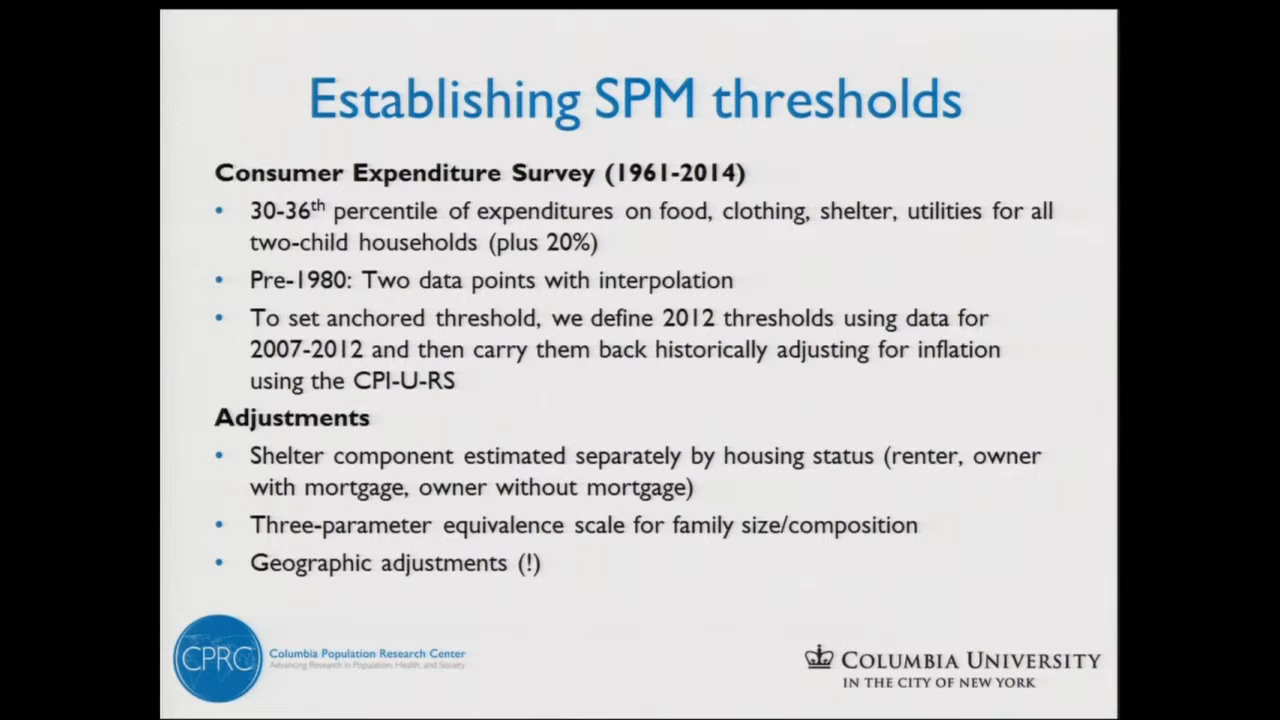 Establishing SPM thresholds
Consumer Expenditure Survey (1961-2014)
• 30-36th percentile of expenditures on food, clothing, shelter, utilities for all
two-child households (plus 20%)
• Pre-1980: Two data points with interpolation
• To set anchored threshold, we define 2012 thresholds using data for
2007-2012 and then carry them back historically adjusting for inflation
using the CPI-U-RS
Adjustments
• Shelter component estimated separately by housing status (renter, owner
with mortgage, owner without mortgage)
• Three-parameter equivalence scale for family size/composition
• Geographic adjustments (!)
CPRC
Columbia Population Research Center
Advancing Research in Population, Health, and Society
COLUMBIA UNIVERSITY
IN THE CITY OF NEW YORK